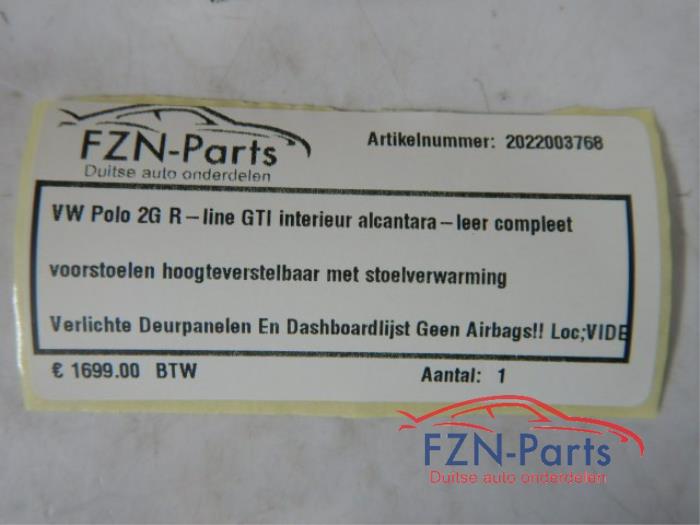 FZN-Parts
Duitse auto onderdelen
Artikelnummer: 2022003768
VW Polo 2G R-line GTI interieur alcantara-leer compleet
voorstoelen hoogteverstelbaar met stoelverwarming
Verlichte Deurpanelen En Dashboardlijst Geen Airbags!! Loc;VIDE
€ 1699.00 BTW
Aantal: 1
FZN-Parts
Duitse auto onderdelen